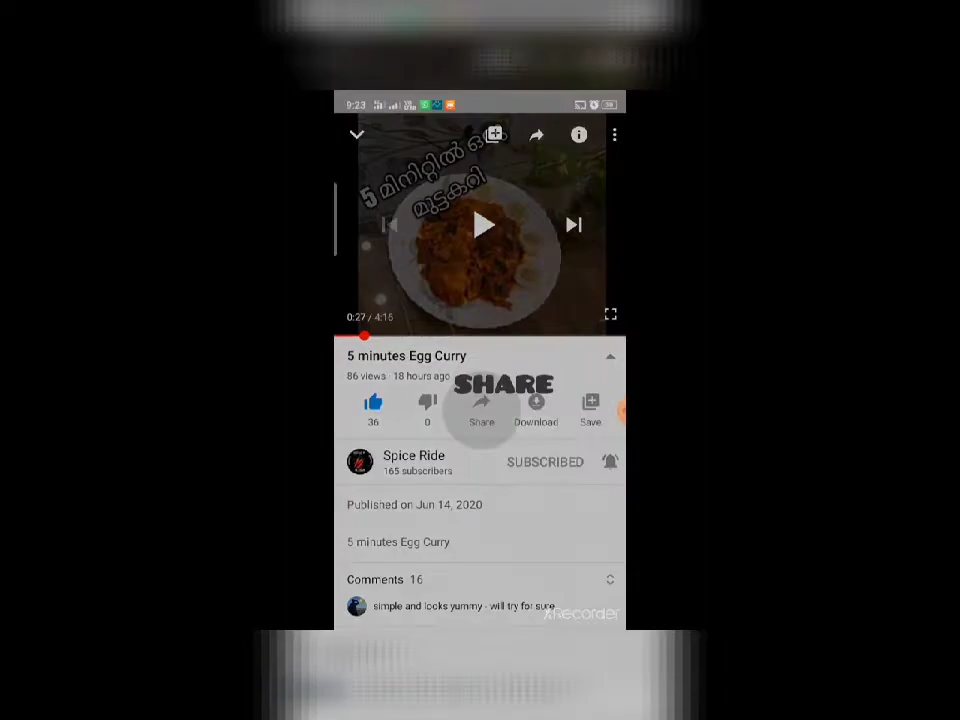 9:23
5 മിനിറ്റിൽ ഒരു
മുട്ടകറി
0:27 / 4:15
5 minutes Egg Curry
86 views · 18 hours ago
SHARE
36 0 Share Download Save
Spice Ride
SUBSCRIBED
165 subscribers
Published on Jun 14, 2020
5 minutes Egg Curry
Comments 16
simple and looks yummy - will try for sure
XRecorder